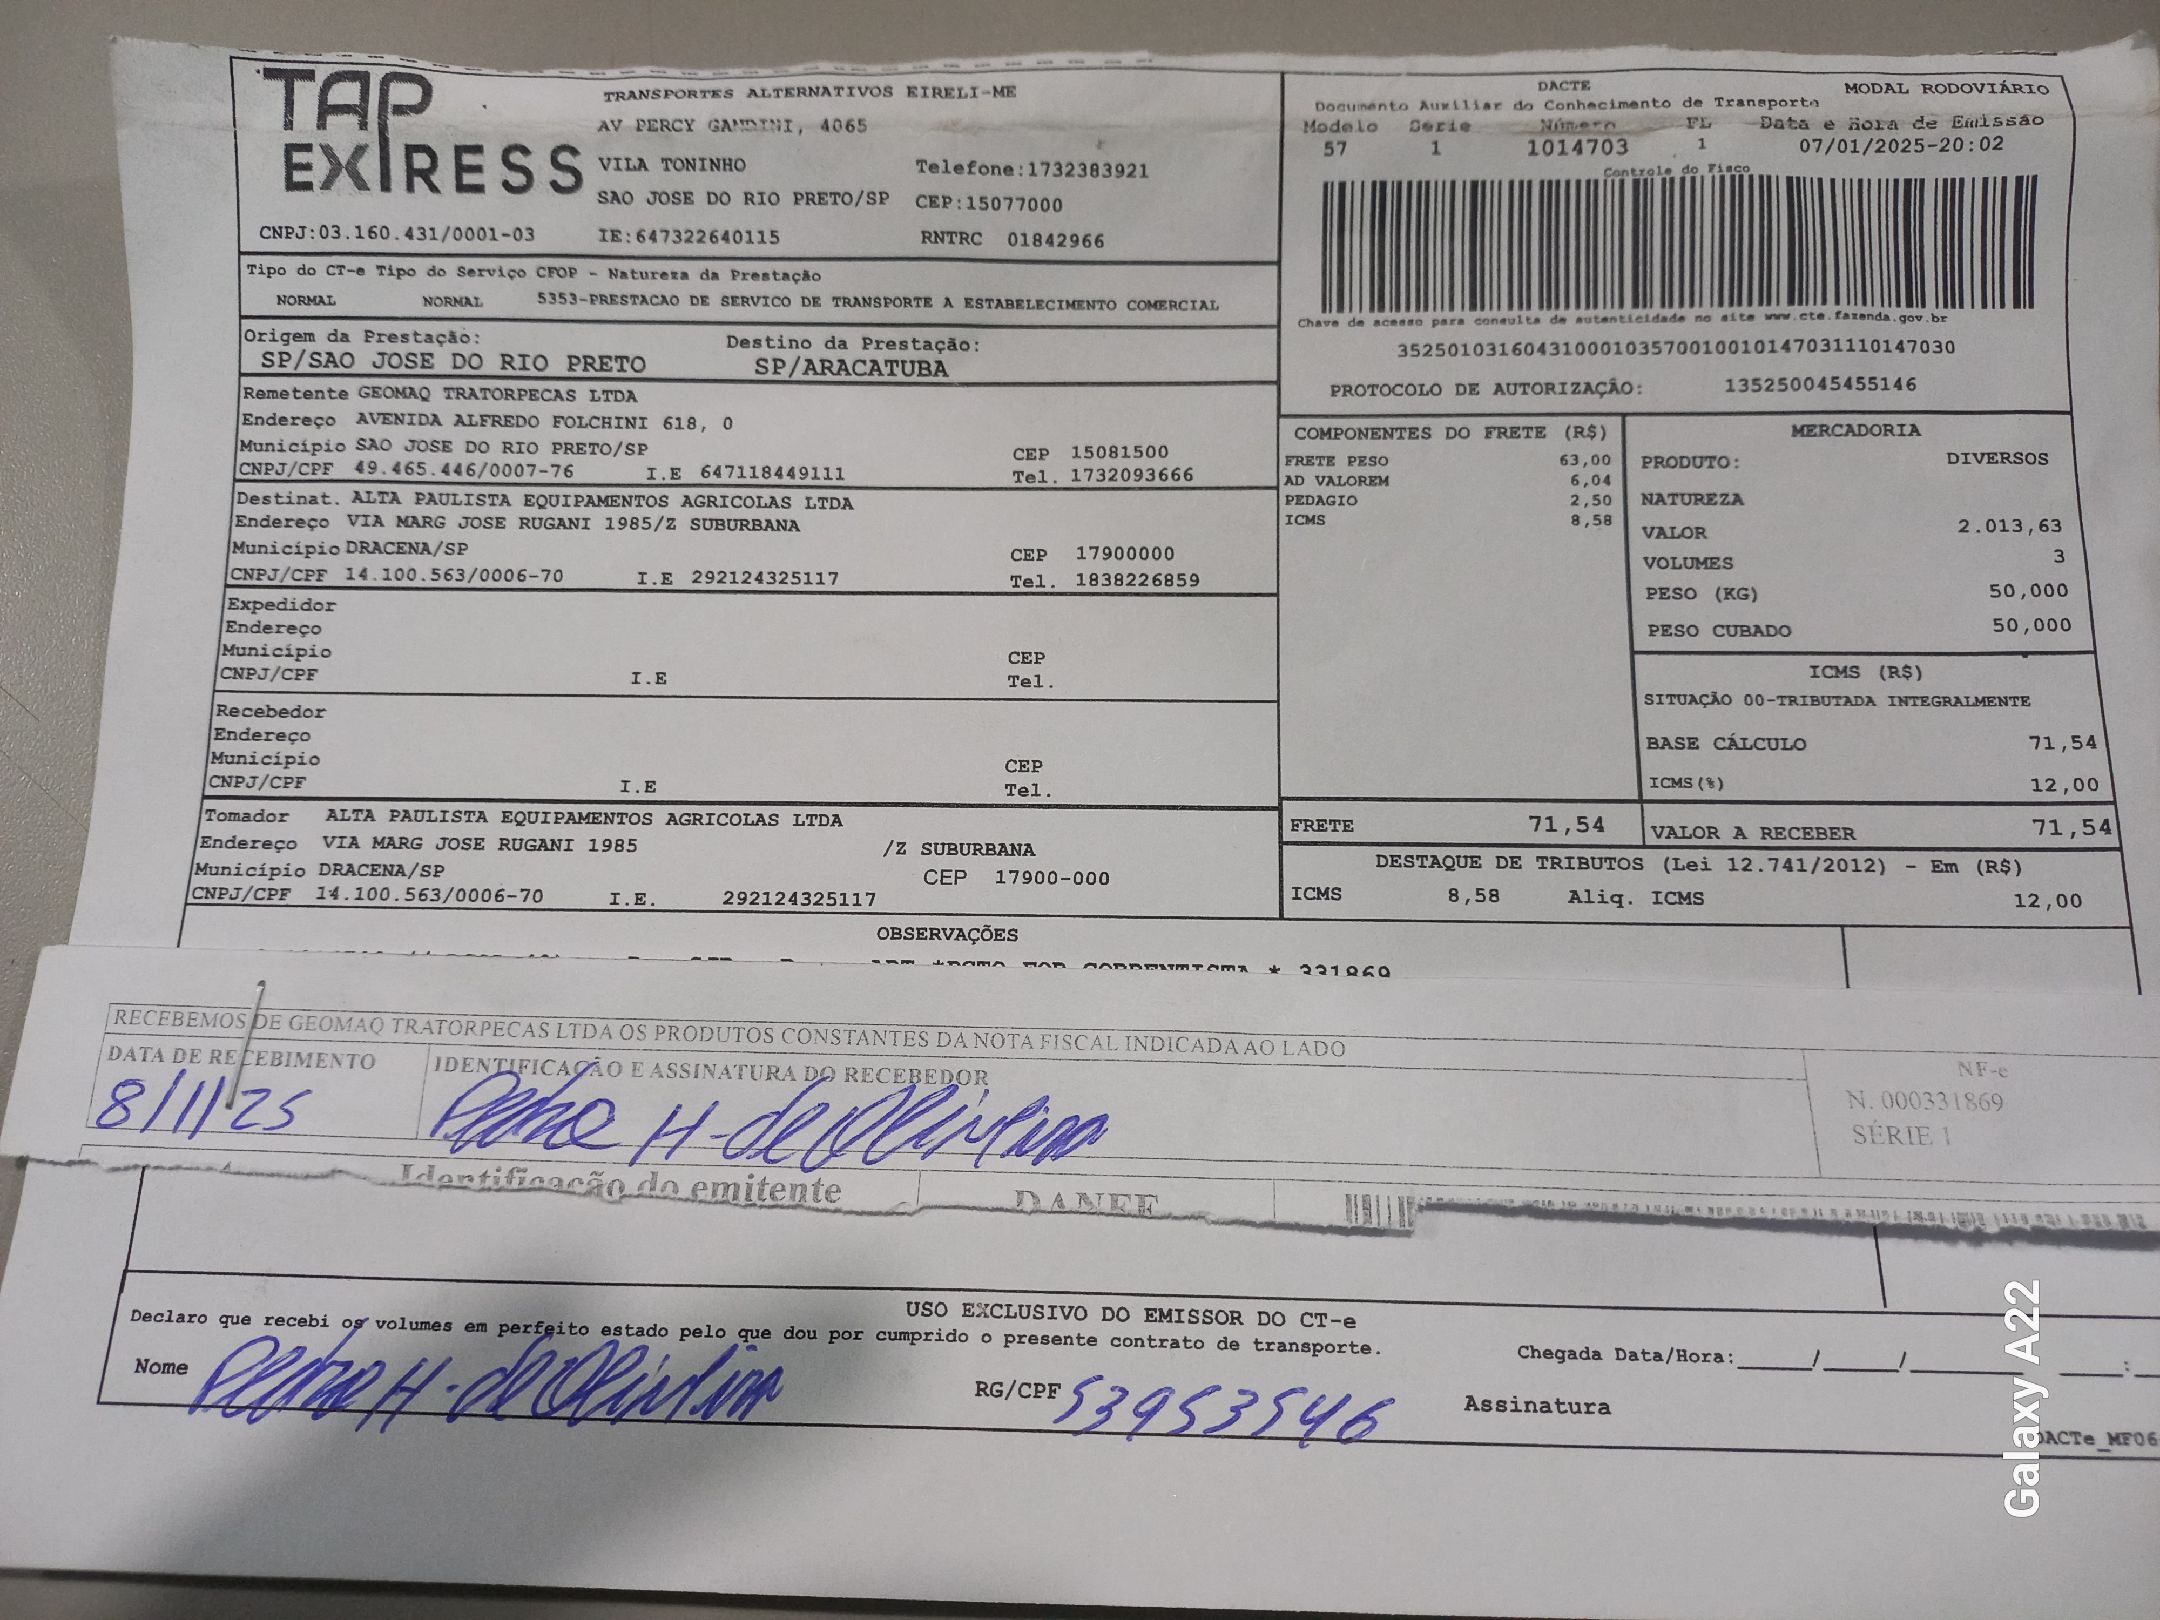 TAP EXPRESS
TRANSPORTES ALTERNATIVOS EIRELI-ME
AV PERCY GANDINI, 4065
VILA TONINHO Telefone:1732383921
SAO JOSE DO RIO PRETO/SP CEP:15077000
CNPJ:03.160.431/0001-03 IE:647322640115 RNTRC 01842966
DACTE MODAL RODOVIÁRIO
Documento Auxiliar do Conhecimento de Transporte
Modelo Serie Número FL Data e Hora de Emissão
57 1 1014703 1 07/01/2025-20:02
Controle do Fisco
Chave de acesso para consulta de autenticidade no site www.cte.fazenda.gov.br
35250103160431000103570010010147031110147030
PROTOCOLO DE AUTORIZAÇÃO: 135250045455146
Tipo do CT-e Tipo do Serviço CFOP - Natureza da Prestação
NORMAL NORMAL 5353-PRESTACAO DE SERVICO DE TRANSPORTE A ESTABELECIMENTO COMERCIAL
Origem da Prestação: Destino da Prestação:
SP/SAO JOSE DO RIO PRETO SP/ARACATUBA
Remetente GEOMAQ TRATORPECAS LTDA
Endereço AVENIDA ALFREDO FOLCHINI 618, 0
Município SAO JOSE DO RIO PRETO/SP CEP 15081500
CNPJ/CPF 49.465.446/0007-76 I.E 647118449111 Tel. 1732093666
Destinat. ALTA PAULISTA EQUIPAMENTOS AGRICOLAS LTDA
Endereço VIA MARG JOSE RUGANI 1985/Z SUBURBANA
Município DRACENA/SP CEP 17900000
CNPJ/CPF 14.100.563/0006-70 I.E 292124325117 Tel. 1838226859
Expedidor
Endereço
Município CEP
CNPJ/CPF I.E Tel.
Recebedor
Endereço
Município CEP
CNPJ/CPF I.E Tel.
Tomador ALTA PAULISTA EQUIPAMENTOS AGRICOLAS LTDA
Endereço VIA MARG JOSE RUGANI 1985 /Z SUBURBANA
Município DRACENA/SP CEP 17900-000
CNPJ/CPF 14.100.563/0006-70 I.E. 292124325117
COMPONENTES DO FRETE (R$)
FRETE PESO 63,00
AD VALOREM 6,04
PEDAGIO 2,50
ICMS 8,58
MERCADORIA
PRODUTO: DIVERSOS
NATUREZA
VALOR 2.013,63
VOLUMES 3
PESO (KG) 50,000
PESO CUBADO 50,000
ICMS (R$)
SITUAÇÃO 00-TRIBUTADA INTEGRALMENTE
BASE CÁLCULO 71,54
ICMS(%) 12,00
FRETE 71,54 VALOR A RECEBER 71,54
DESTAQUE DE TRIBUTOS (Lei 12.741/2012) - Em (R$)
ICMS 8,58 Aliq. ICMS 12,00
OBSERVAÇÕES
CORRENTISTA * 331869
RECEBEMOS DE GEOMAQ TRATORPECAS LTDA OS PRODUTOS CONSTANTES DA NOTA FISCAL INDICADA AO LADO
DATA DE RECEBIMENTO IDENTIFICAÇÃO E ASSINATURA DO RECEBEDOR
8/1/25 Pedro H. de Oliveira
NF-e
N. 000331869
SÉRIE 1
Identificação do emitente DANFE
USO EXCLUSIVO DO EMISSOR DO CT-e
Declaro que recebi os volumes em perfeito estado pelo que dou por cumprido o presente contrato de transporte.
Nome Pedro H. de Oliveira RG/CPF 53953546 Assinatura
Chegada Data/Hora:_____/_____/_______ ____:__
DACTe_MF06
Galaxy A22